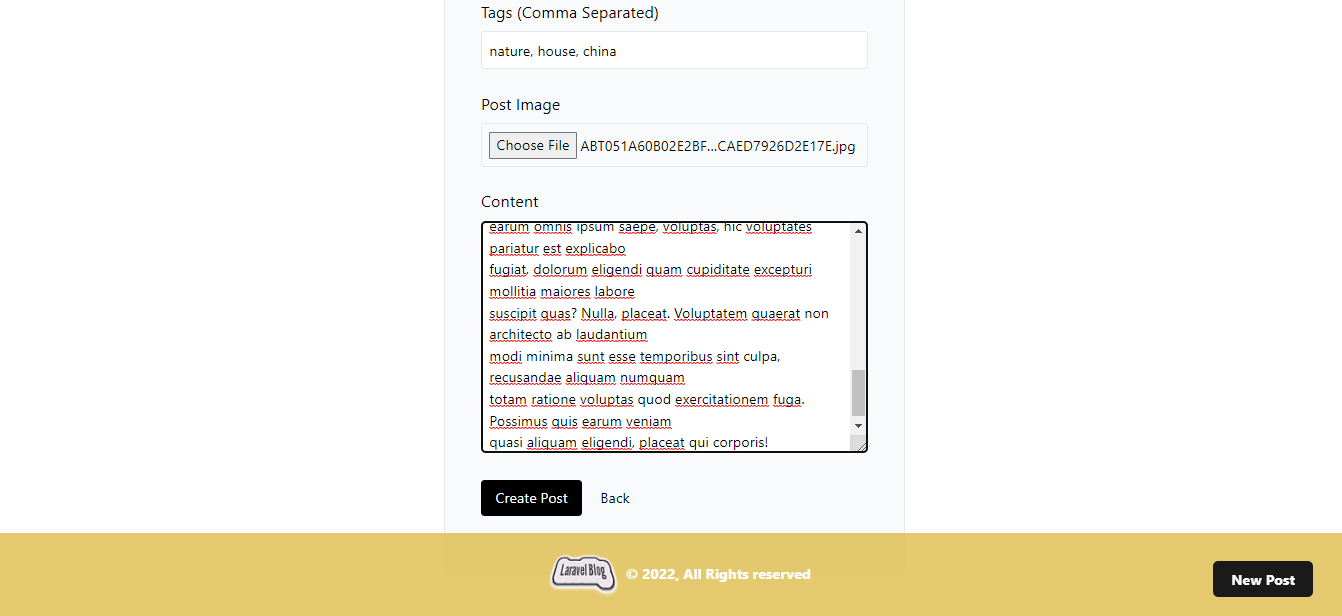 Tags (Comma Separated)
nature, house, china
Post Image
Choose File ABT051A60B02E2BF...CAED7926D2E17E.jpg
Content
earum omnis ipsum saepe, voluptas, hic voluptates
pariatur est explicabo
fugiat, dolorum eligendi quam cupiditate excepturi
mollitia maiores labore
suscipit quas? Nulla, placeat. Voluptatem quaerat non
architecto ab laudantium
modi minima sunt esse temporibus sint culpa,
recusandae aliquam numquam
totam ratione voluptas quod exercitationem fuga.
Possimus quis earum veniam
quasi aliquam eligendi, placeat qui corporis!
Create Post Back
Laravel Blog © 2022, All Rights reserved
New Post